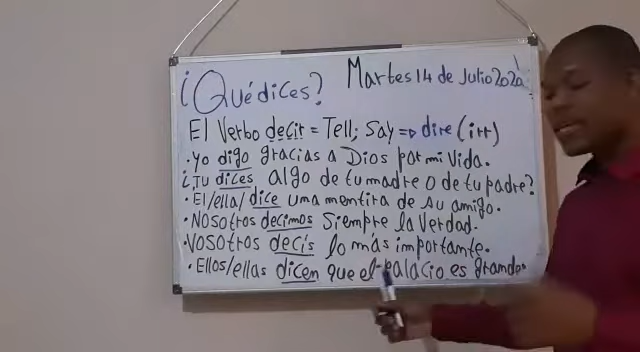 ¿Qué dices? Martes 14 de Julio 2020
El Verbo decir = Tell; Say => dire (irr)
• Yo digo gracias a Dios por mi vida.
¿Tu dices algo de tu madre o de tu padre?
• El/ella/ dice uma mentira de su amigo.
• Nosotros decimos siempre la verdad.
• Vosotros decís lo más importante.
• Ellos/ellas dicen que el palacio es grande.